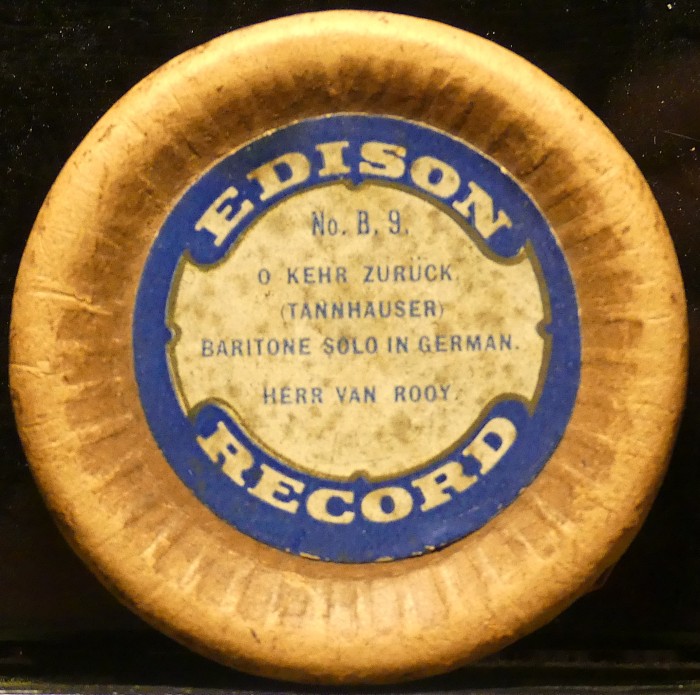 EDISON
No. B. 9.
O KEHR ZURÜCK.
(TANNHAUSER)
BARITONE SOLO IN GERMAN.
HERR VAN ROOY.
RECORD